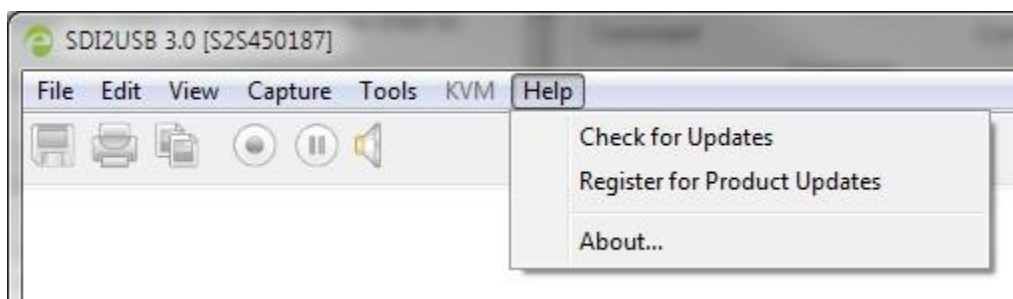 SDI2USB 3.0 [S2S450187]
File Edit View Capture Tools KVM Help
Check for Updates
Register for Product Updates
About...